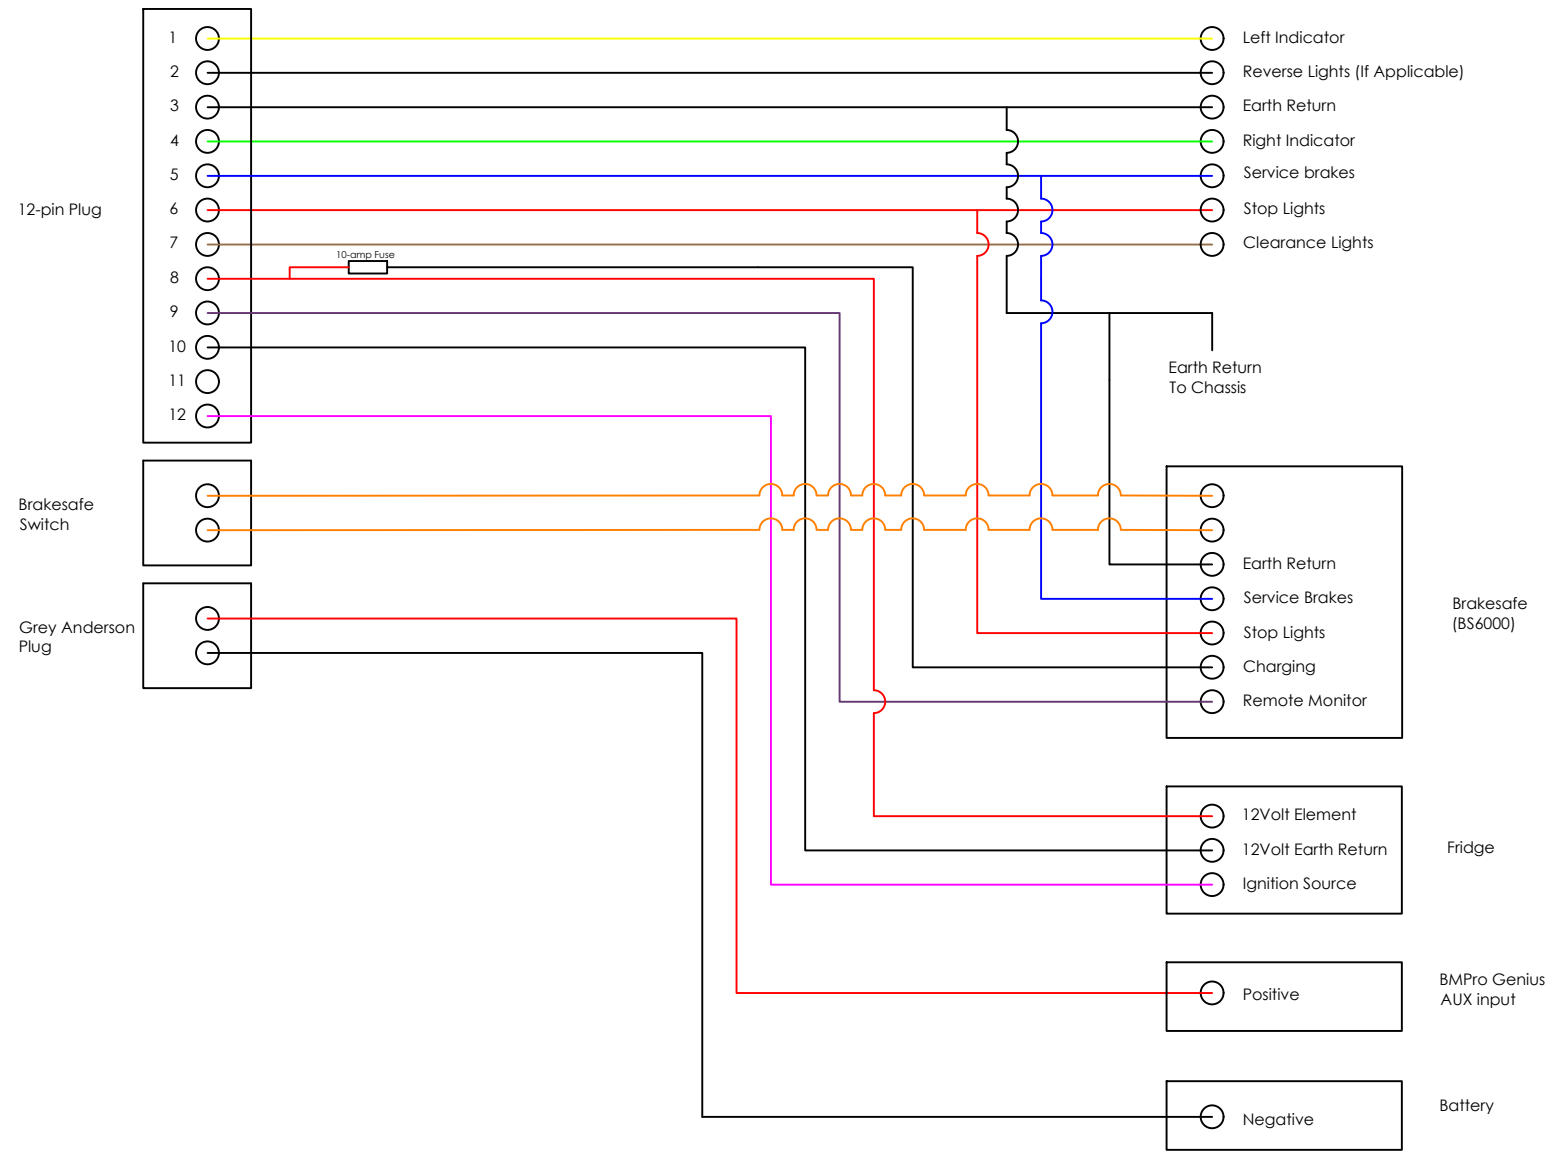 1
Left Indicator
2
Reverse Lights (If Applicable)
3
Earth Return
4
Right Indicator
5
Service brakes
12-pin Plug
6
Stop Lights
7
Clearance Lights
10-amp Fuse
8
9
10
Earth Return
To Chassis
11
12
Brakesafe
Switch
Earth Return
Service Brakes
Brakesafe
(BS6000)
Grey Anderson
Plug
Stop Lights
Charging
Remote Monitor
12Volt Element
12Volt Earth Return
Fridge
Ignition Source
BMPro Genius
AUX input
Positive
Battery
Negative